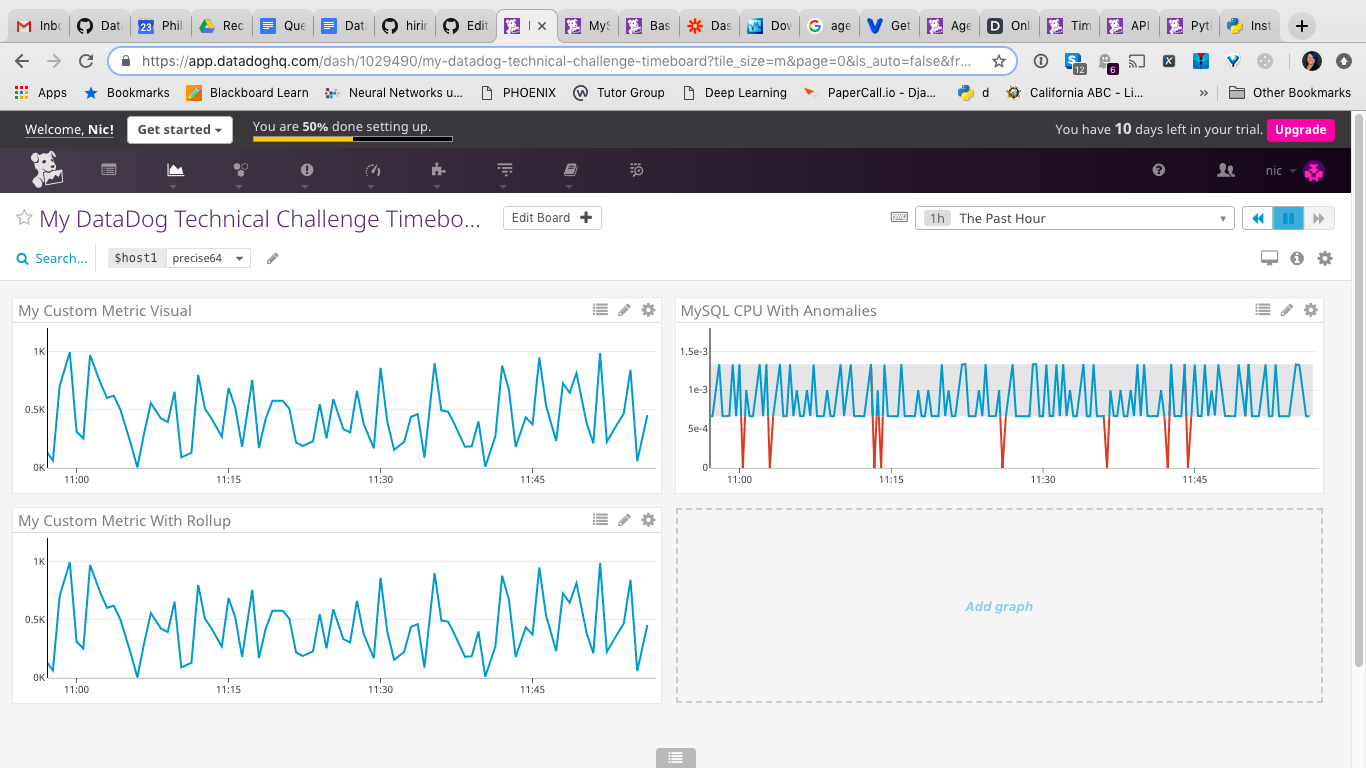 Inbo Dat Phil Rec Que Dat hirin Edit I MyS Bas Das Dov age Get Age Onl Tim API Pytl Inst
https://app.datadoghq.com/dash/1029490/my-datadog-technical-challenge-timeboard?tile_size=m&page=0&is_auto=false&fr...
12 6
Apps Bookmarks Blackboard Learn Neural Networks u... PHOENIX Tutor Group Deep Learning PaperCall.io - Dja... d California ABC - Li... » Other Bookmarks
Welcome, Nic! Get started You are 50% done setting up. You have 10 days left in your trial. Upgrade
nic
My DataDog Technical Challenge Timebo... Edit Board 1h The Past Hour
Search... $host1 precise64
My Custom Metric Visual
1K
0.5K
0K
11:00 11:15 11:30 11:45
MySQL CPU With Anomalies
1.5e-3
1e-3
5e-4
0
11:00 11:15 11:30 11:45
My Custom Metric With Rollup
1K
0.5K
0K
11:00 11:15 11:30 11:45
Add graph